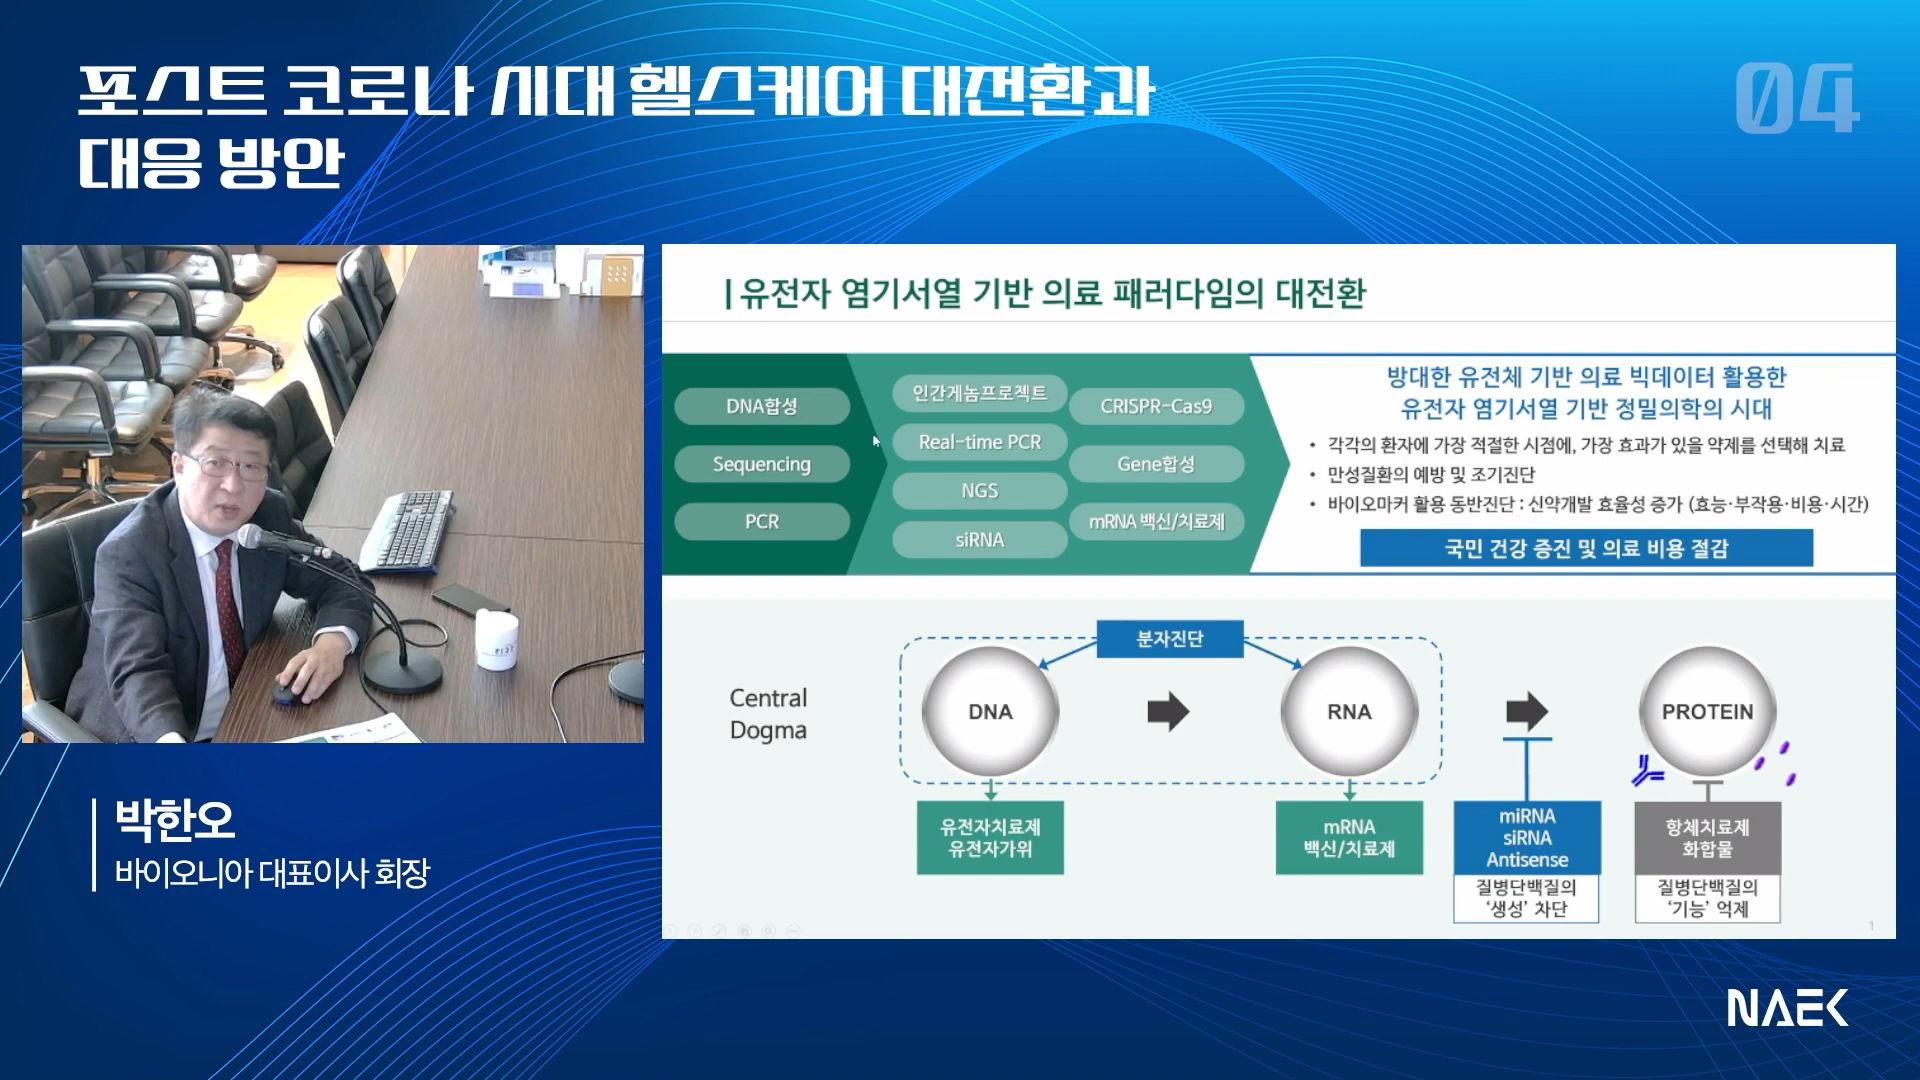 포스트 코로나 시대 헬스케어 대전환과
대응 방안
04
유전자 염기서열 기반 의료 패러다임의 대전환
DNA합성
Sequencing
PCR
인간게놈프로젝트
Real-time PCR
NGS
siRNA
CRISPR-Cas9
Gene합성
mRNA 백신/치료제
방대한 유전체 기반 의료 빅데이터 활용한
유전자 염기서열 기반 정밀의학의 시대
• 각각의 환자에 가장 적절한 시점에, 가장 효과가 있을 약제를 선택해 치료
• 만성질환의 예방 및 조기진단
• 바이오마커 활용 동반진단 : 신약개발 효율성 증가 (효능·부작용·비용·시간)
국민 건강 증진 및 의료 비용 절감
분자진단
Central
Dogma
DNA
RNA
PROTEIN
유전자치료제
유전자가위
mRNA
백신/치료제
miRNA
siRNA
Antisense
질병단백질의
‘생성’ 차단
항체치료제
화합물
질병단백질의
‘기능’ 억제
1
박한오
바이오니아 대표이사 회장
NAEK